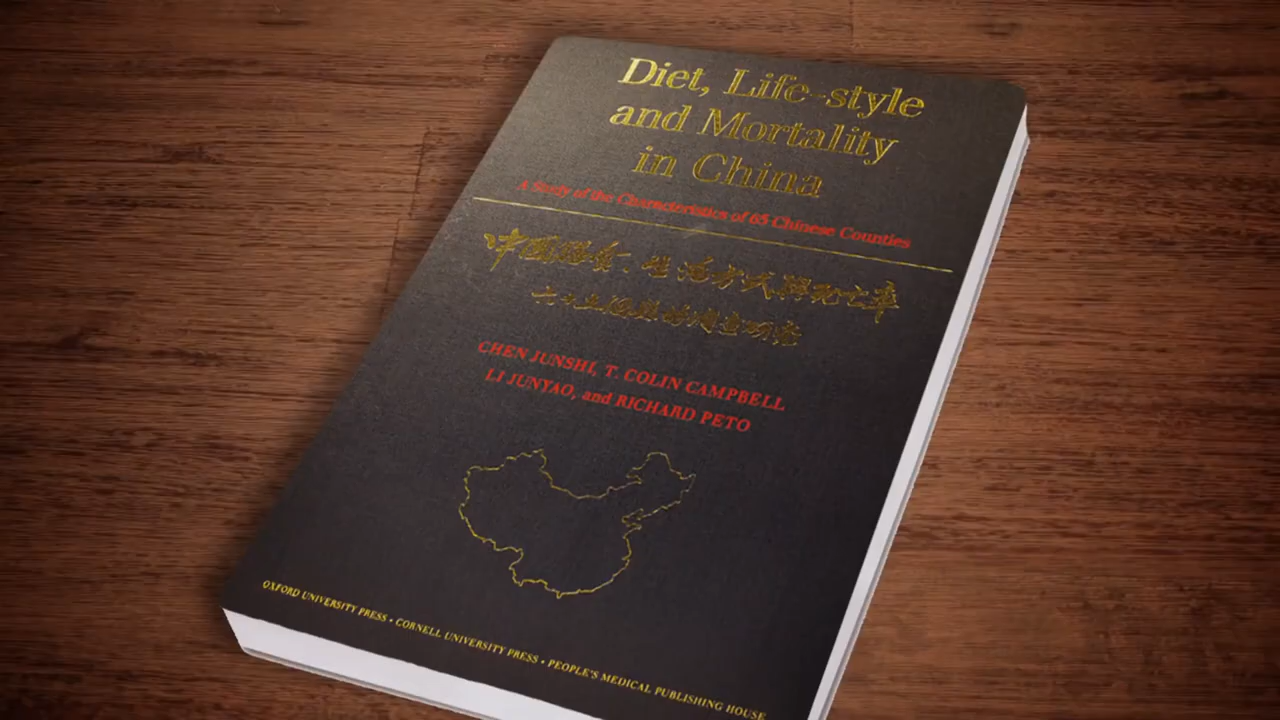 Diet, Life-style
and Mortality
in China
A Study of the Characteristics of 65 Chinese Counties
中國膳食、生活方式與死亡率
六十五個縣的調查研究
CHEN JUNSHI, T. COLIN CAMPBELL
LI JUNYAO, and RICHARD PETO
OXFORD UNIVERSITY PRESS • CORNELL UNIVERSITY PRESS • PEOPLE'S MEDICAL PUBLISHING HOUSE